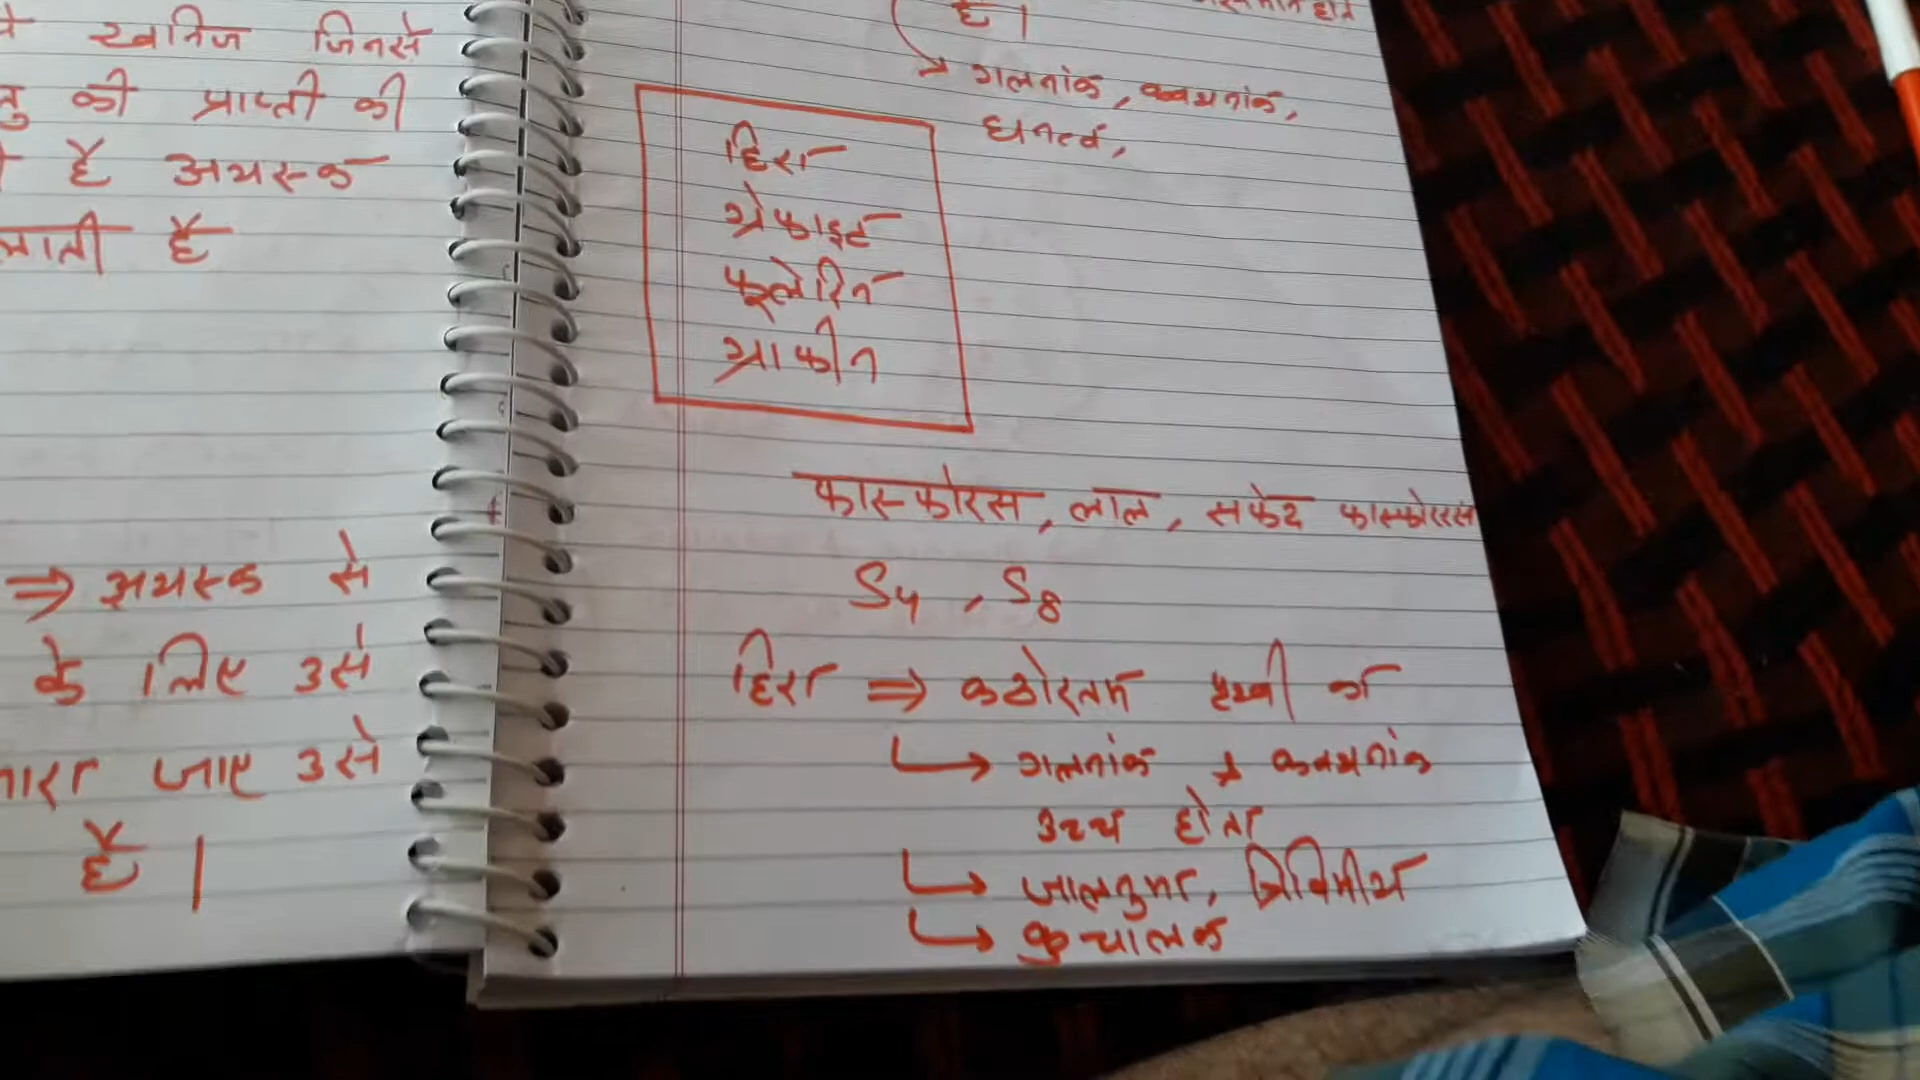 खनिज जिनसे
की प्राप्ती की
है अयस्क
है
⇒ अयस्क से
के लिए उसे
जाए उसे
है।
है।
→ गलनांक, क्वथनांक,
घनत्व,
हिरा
ग्रेफाइट
फूलेरिन
ग्राफीन
फास्फोरस, लाल, सफेद फास्फोरस
S4, S8
हिरा ⇒ कठोरतम पृथ्वी का
↳ गलनांक + क्वथनांक
उच्च होता
↳ जालनुमा, त्रिविमीय
↳ कुचालक